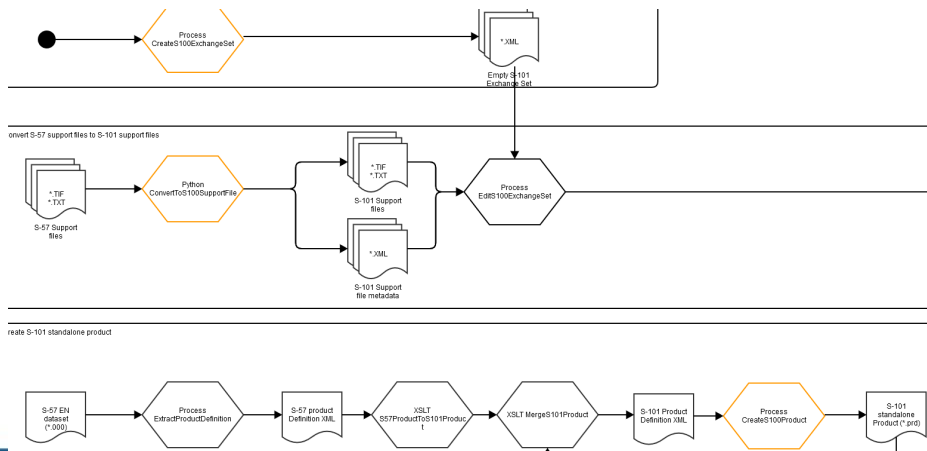 Process
CreateS100ExchangeSet
*.XML
Empty S-101
Exchange Set
onvert S-57 support files to S-101 support files
*.TIF
*.TXT
S-57 Support
files
Python
ConvertToS100SupportFile
*.TIF
*.TXT
S-101 Support
files
*.XML
S-101 Support
file metadata
Process
EditS100ExchangeSet
reate S-101 standalone product
S-57 EN
dataset
(*.000)
Process
ExtractProductDefinition
S-57 product
Definition XML
XSLT
S57ProductToS101Produc
t
XSLT MergeS101Product
S-101 Product
Definition XML
Process
CreateS100Product
S-101
standalone
Product (*.prd)